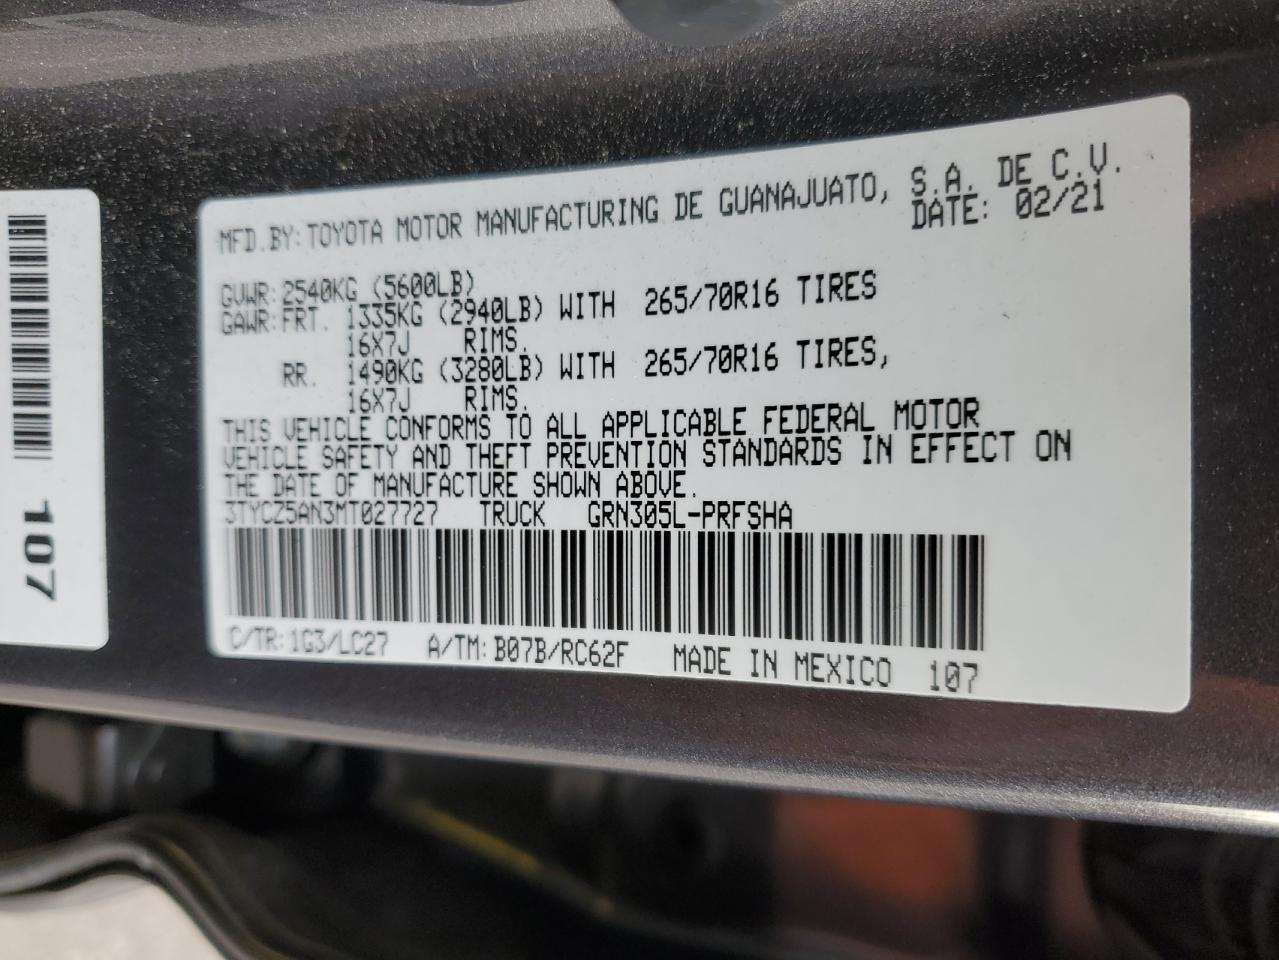 MFD.BY:TOYOTA MOTOR MANUFACTURING DE GUANAJUATO, S.A. DE C.V.
DATE: 02/21
GVWR:2540KG (5600LB)
GAWR:FRT. 1335KG (2940LB) WITH 265/70R16 TIRES
16X7J RIMS,
RR. 1490KG (3280LB) WITH 265/70R16 TIRES,
16X7J RIMS.
THIS VEHICLE CONFORMS TO ALL APPLICABLE FEDERAL MOTOR
VEHICLE SAFETY AND THEFT PREVENTION STANDARDS IN EFFECT ON
THE DATE OF MANUFACTURE SHOWN ABOVE.
3TYCZ5AN3MT027727 TRUCK GRN305L-PRFSHA
C/TR:1G3/LC27 A/TM:B07B/RC62F MADE IN MEXICO 107
107